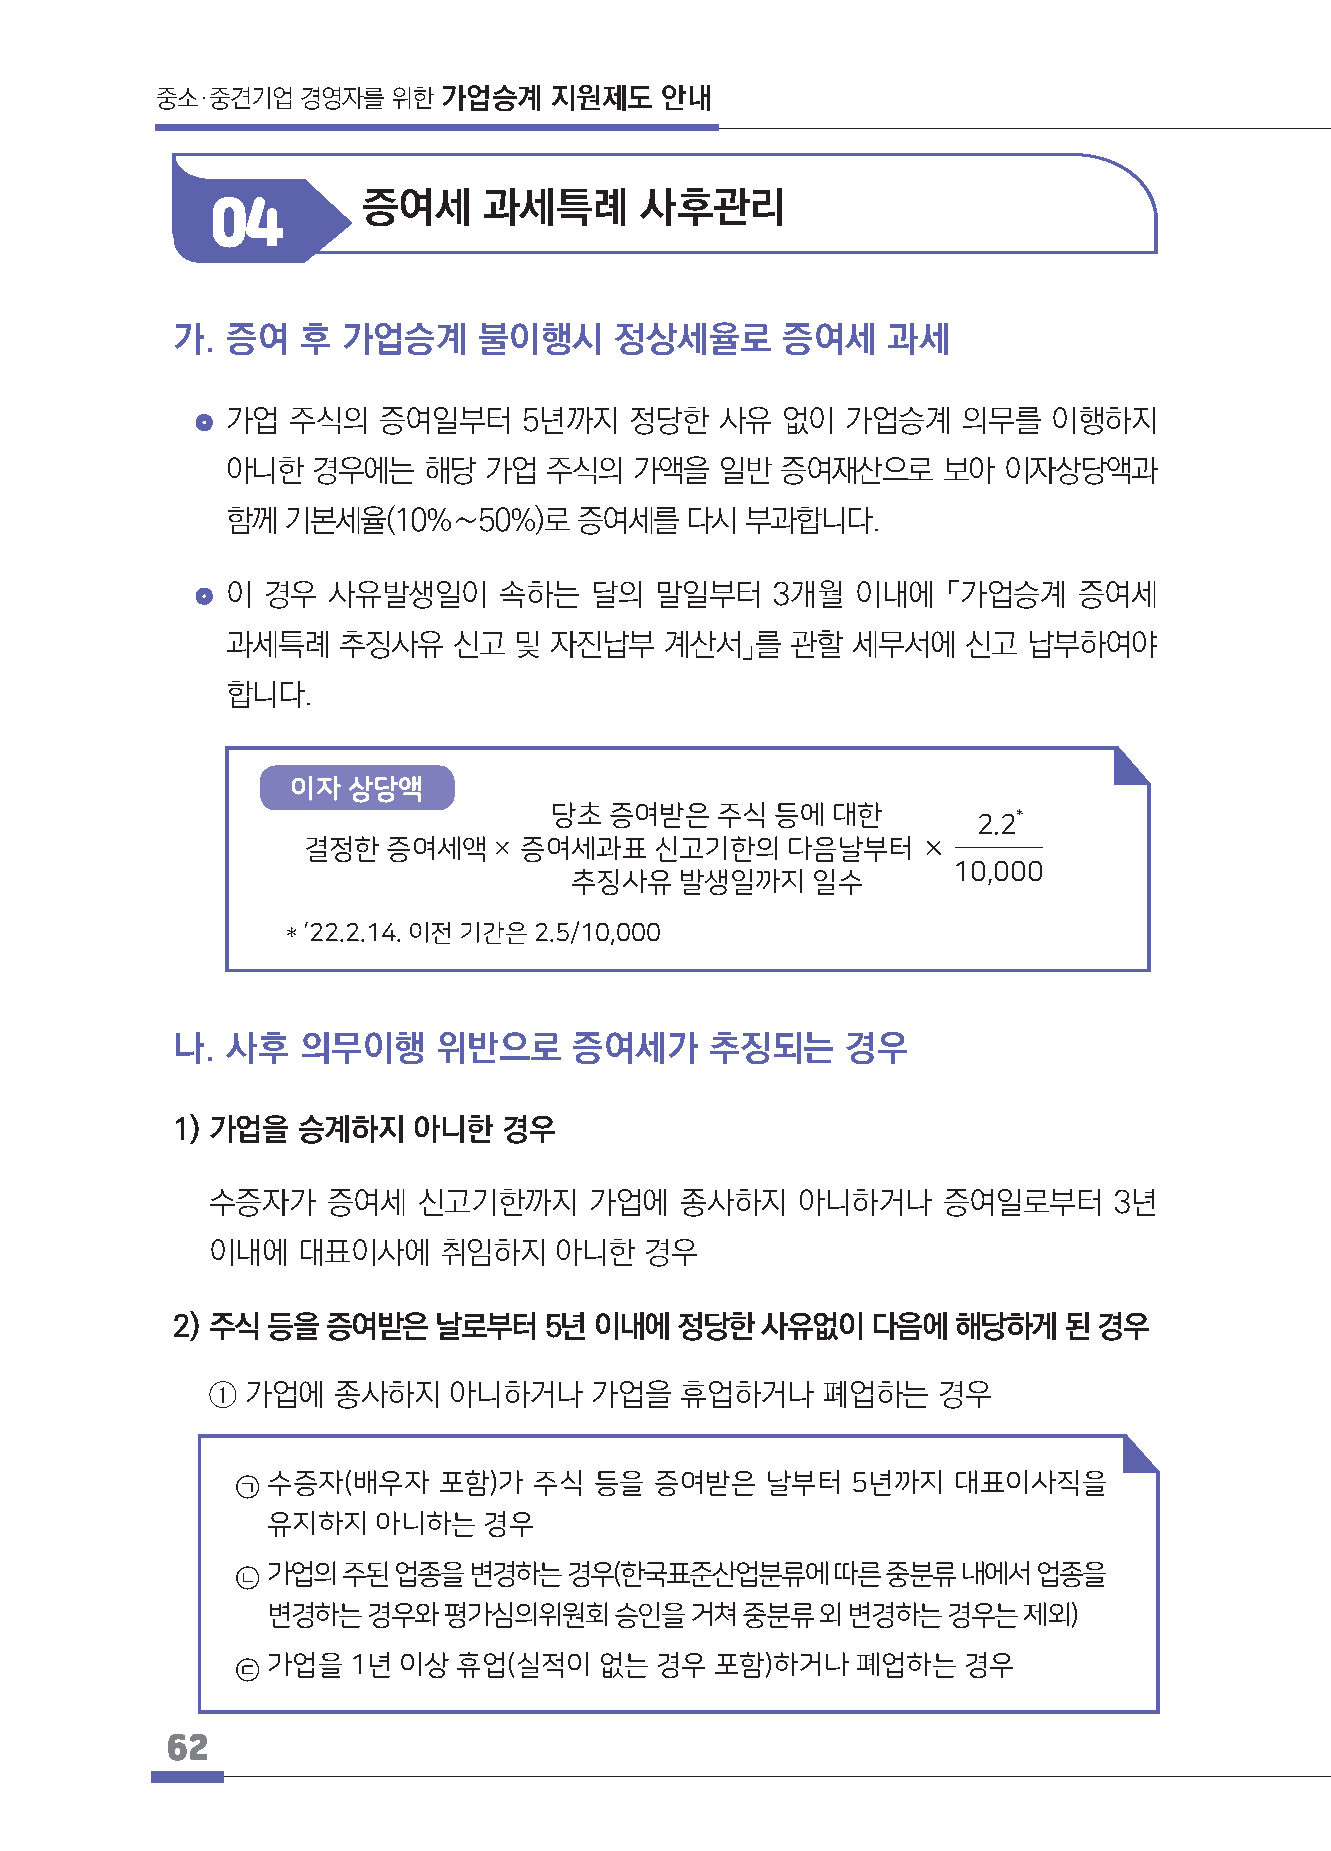 중소·중견기업 경영자를 위한 가업승계 지원제도 안내
04 증여세 과세특례 사후관리
가. 증여 후 가업승계 불이행시 정상세율로 증여세 과세
가업 주식의 증여일부터 5년까지 정당한 사유 없이 가업승계 의무를 이행하지
아니한 경우에는 해당 가업 주식의 가액을 일반 증여재산으로 보아 이자상당액과
함께 기본세율(10%~50%)로 증여세를 다시 부과합니다.
이 경우 사유발생일이 속하는 달의 말일부터 3개월 이내에 「가업승계 증여세
과세특례 추징사유 신고 및 자진납부 계산서」를 관할 세무서에 신고 납부하여야
합니다.
이자 상당액
당초 증여받은 주식 등에 대한 2.2*
결정한 증여세액 × 증여세과표 신고기한의 다음날부터 ×
추징사유 발생일까지 일수 10,000
* '22.2.14. 이전 기간은 2.5/10,000
나. 사후 의무이행 위반으로 증여세가 추징되는 경우
1) 가업을 승계하지 아니한 경우
수증자가 증여세 신고기한까지 가업에 종사하지 아니하거나 증여일로부터 3년
이내에 대표이사에 취임하지 아니한 경우
2) 주식 등을 증여받은 날로부터 5년 이내에 정당한 사유없이 다음에 해당하게 된 경우
① 가업에 종사하지 아니하거나 가업을 휴업하거나 폐업하는 경우
㉠ 수증자(배우자 포함)가 주식 등을 증여받은 날부터 5년까지 대표이사직을
유지하지 아니하는 경우
㉡ 가업의 주된 업종을 변경하는 경우(한국표준산업분류에 따른 중분류 내에서 업종을
변경하는 경우와 평가심의위원회 승인을 거쳐 중분류 외 변경하는 경우는 제외)
㉢ 가업을 1년 이상 휴업(실적이 없는 경우 포함)하거나 폐업하는 경우
62